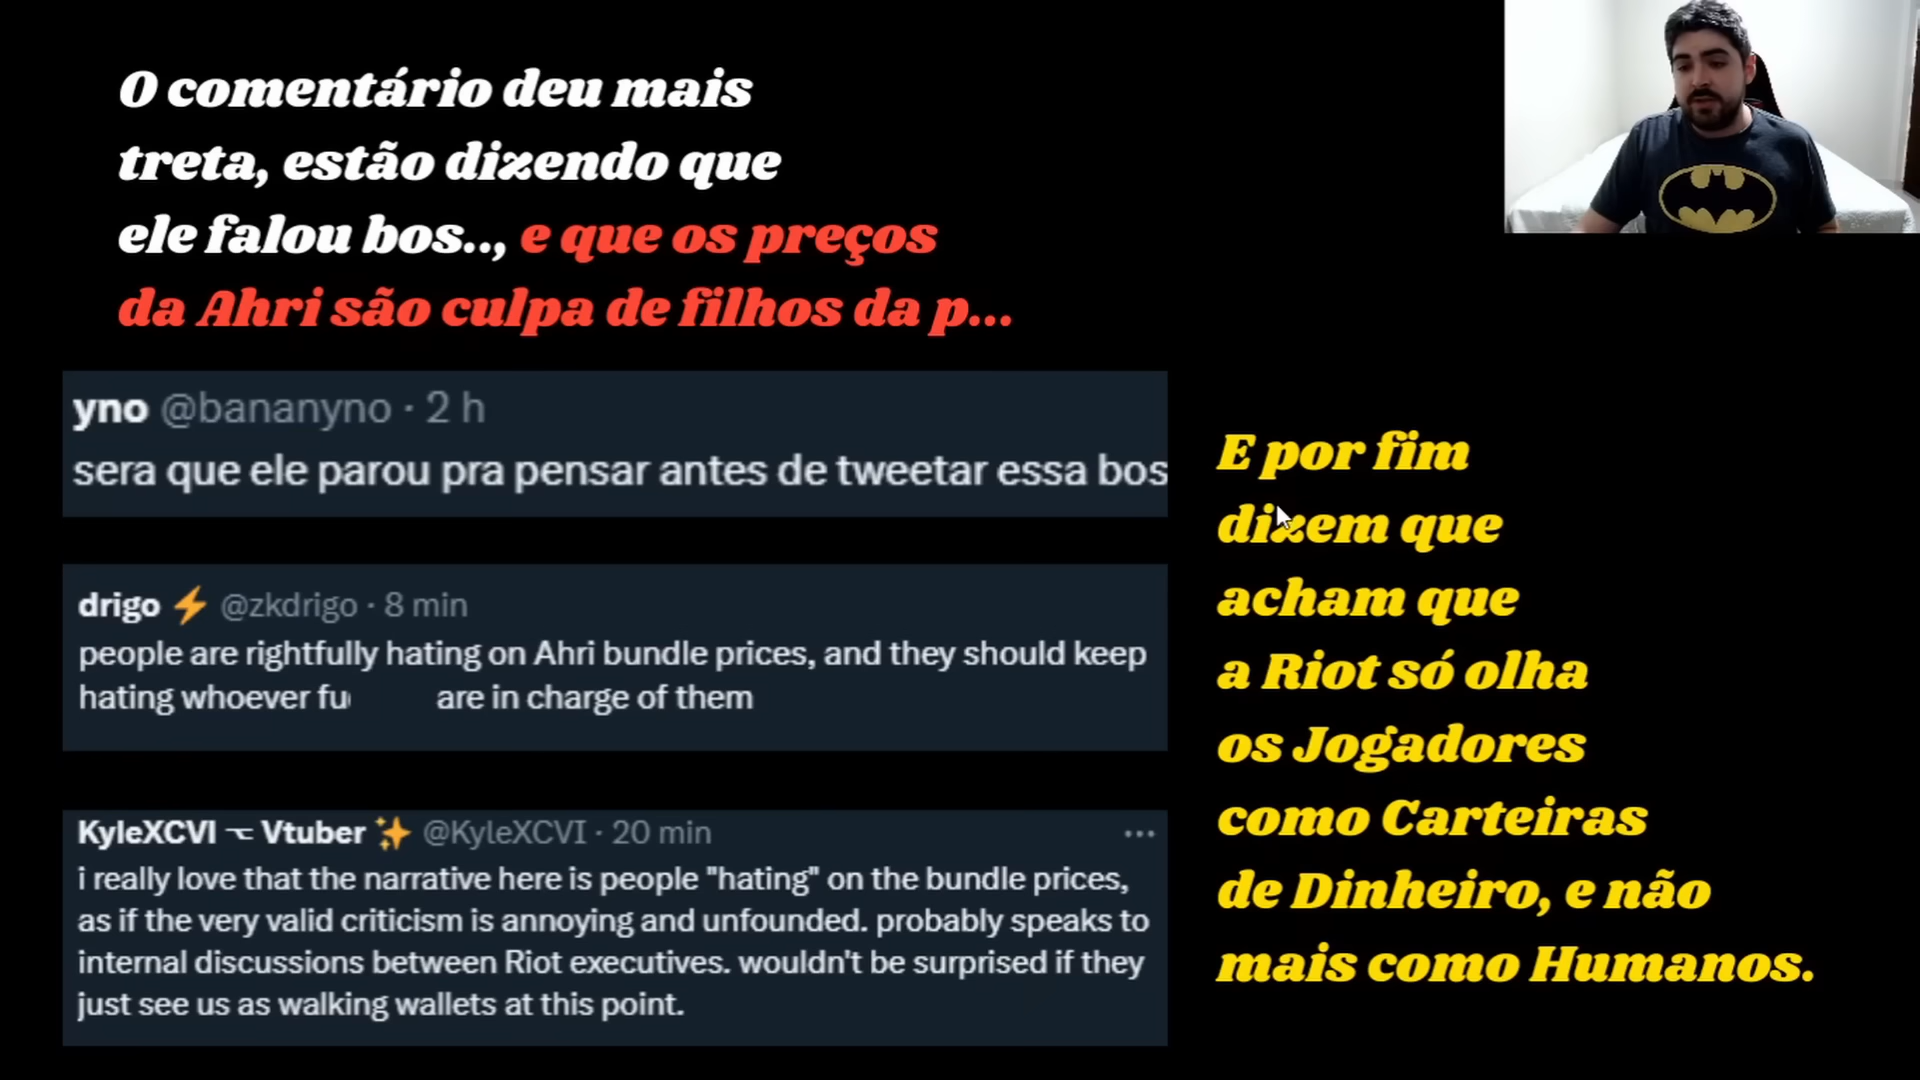 O comentário deu mais
treta, estão dizendo que
ele falou bos.., e que os preços
da Ahri são culpa de filhos da p...
yno @bananyno · 2 h
sera que ele parou pra pensar antes de tweetar essa bos
drigo ⚡ @zkdrigo · 8 min
people are rightfully hating on Ahri bundle prices, and they should keep
hating whoever fu are in charge of them
KyleXCVI ⥹ Vtuber ✨ @KyleXCVI · 20 min
i really love that the narrative here is people "hating" on the bundle prices,
as if the very valid criticism is annoying and unfounded. probably speaks to
internal discussions between Riot executives. wouldn't be surprised if they
just see us as walking wallets at this point.
E por fim
dizem que
acham que
a Riot só olha
os Jogadores
como Carteiras
de Dinheiro, e não
mais como Humanos.